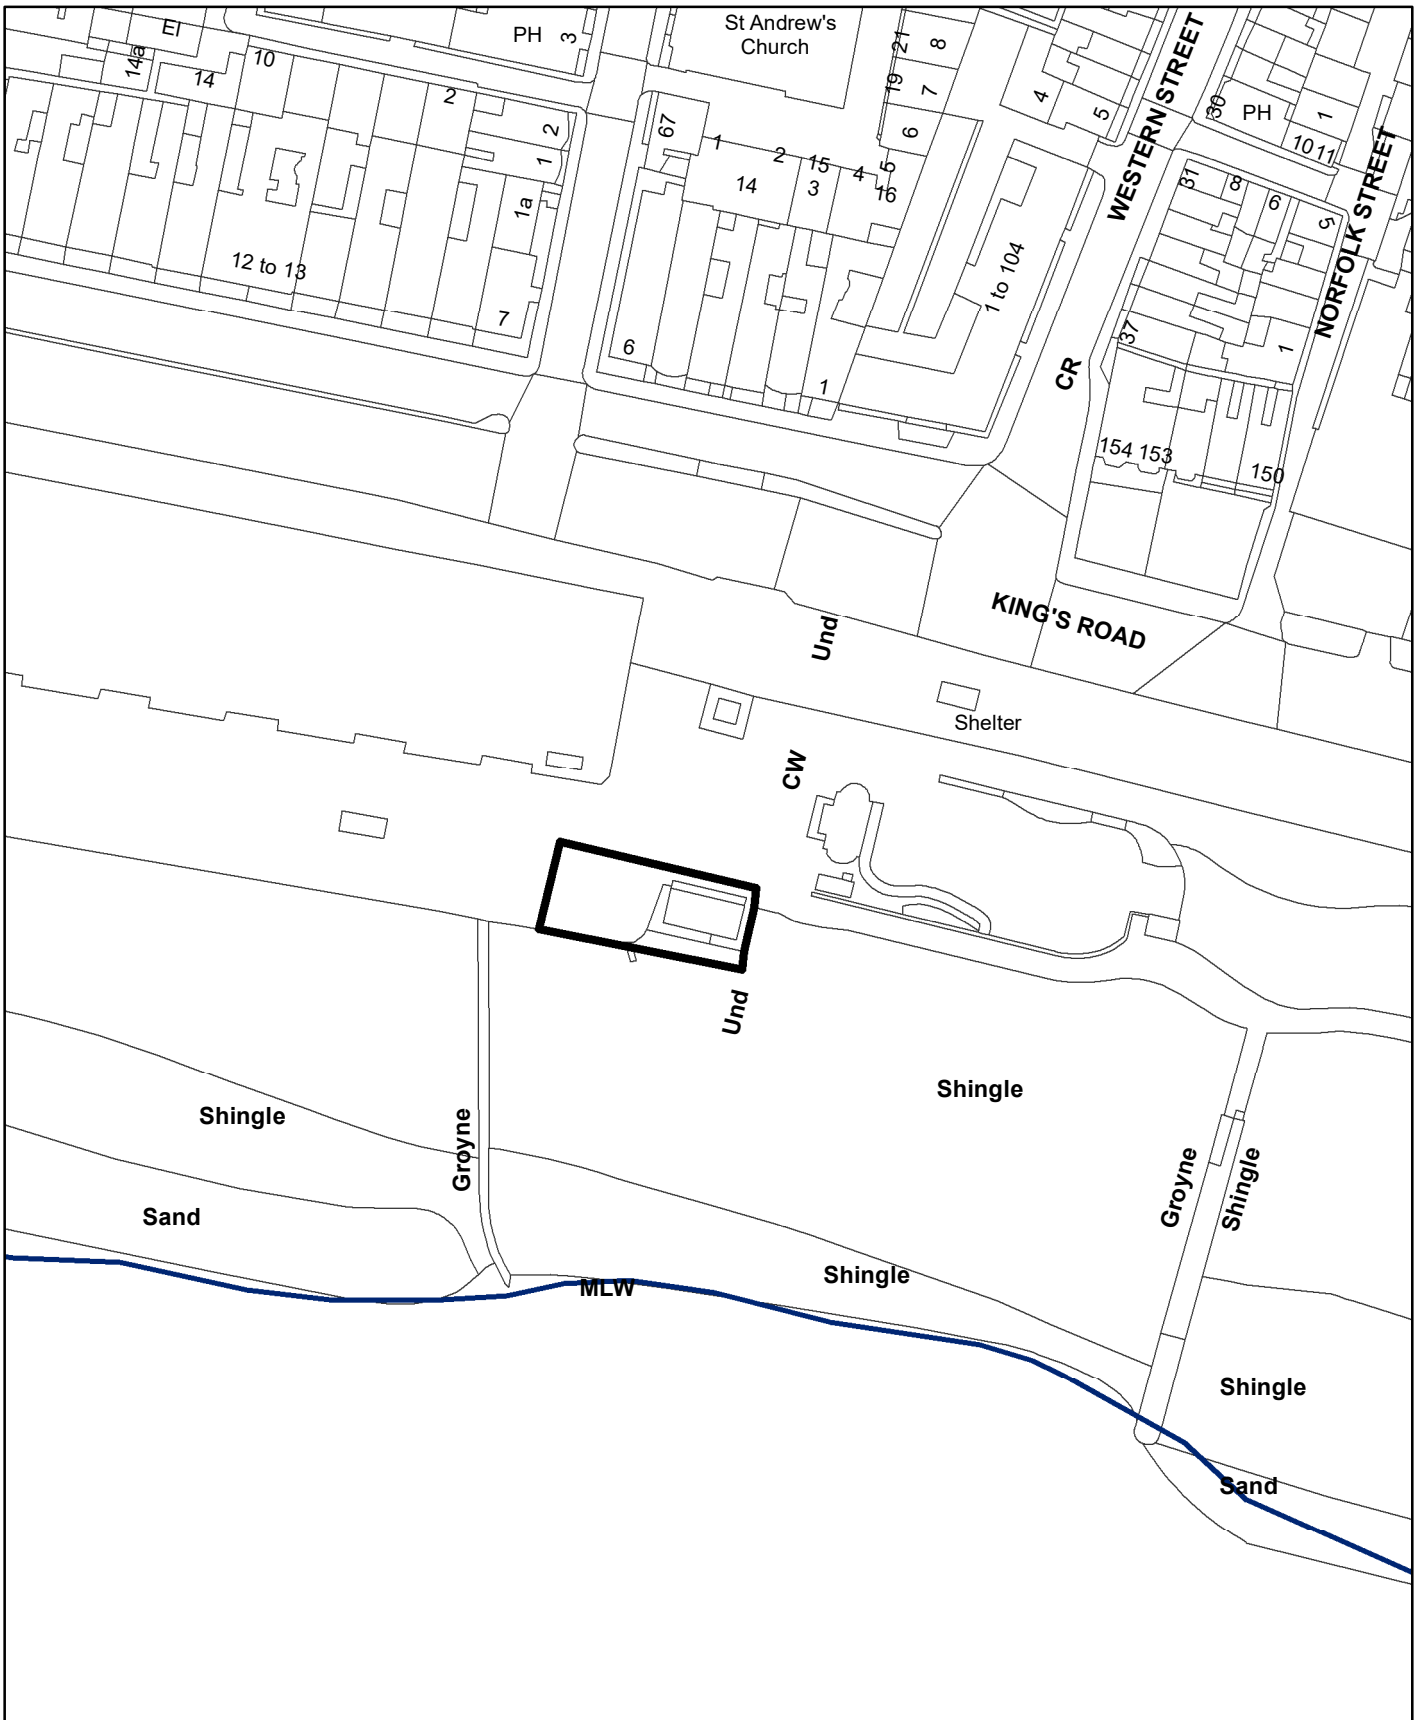 El
PH
3
St Andrew's
Church
21
8
WESTERN STREET
14a
14
10
2
19
7
4
5
30
PH
1
10 11
NORFOLK STREET
67
2
1
1
2
15
4
5
6
14
3
16
31
8
6
5
1a
12 to 13
7
1 to 104
6
1
CR
37
1
154 153
150
KING'S ROAD
Und
Shelter
CW
Und
Shingle
Shingle
Groyne
Groyne
Shingle
Sand
MLW
Shingle
Shingle
Sand